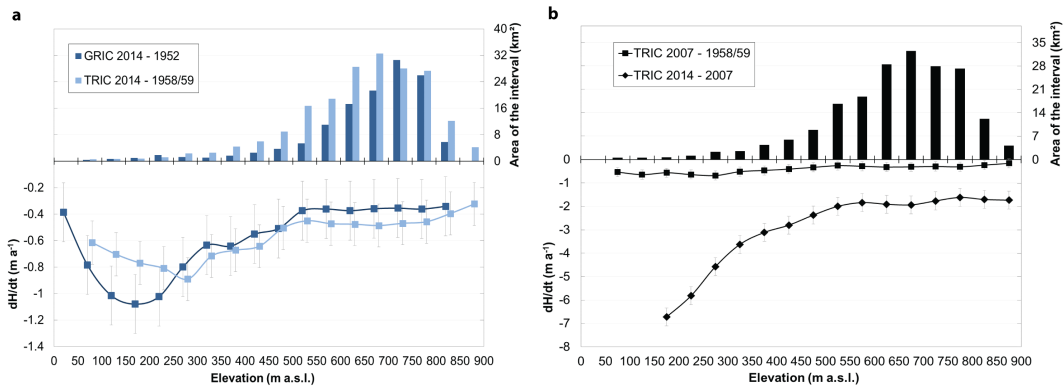 a
GRIC 2014 - 1952
TRIC 2014 - 1958/59
40
32
24
16
8
0
Area of the interval (km²)
-0.2
-0.4
-0.6
-0.8
-1
-1.2
-1.4
dH/dt (m a⁻¹)
0 50 100 150 200 250 300 350 400 450 500 550 600 650 700 750 800 850 900
Elevation (m a.s.l.)
b
TRIC 2007 - 1958/59
TRIC 2014 - 2007
35
28
21
14
7
0
Area of the interval (km²)
0
-1
-2
-3
-4
-5
-6
-7
-8
dH/dt (m a⁻¹)
0 50 100 150 200 250 300 350 400 450 500 550 600 650 700 750 800 850 900
Elevation (m a.s.l.)